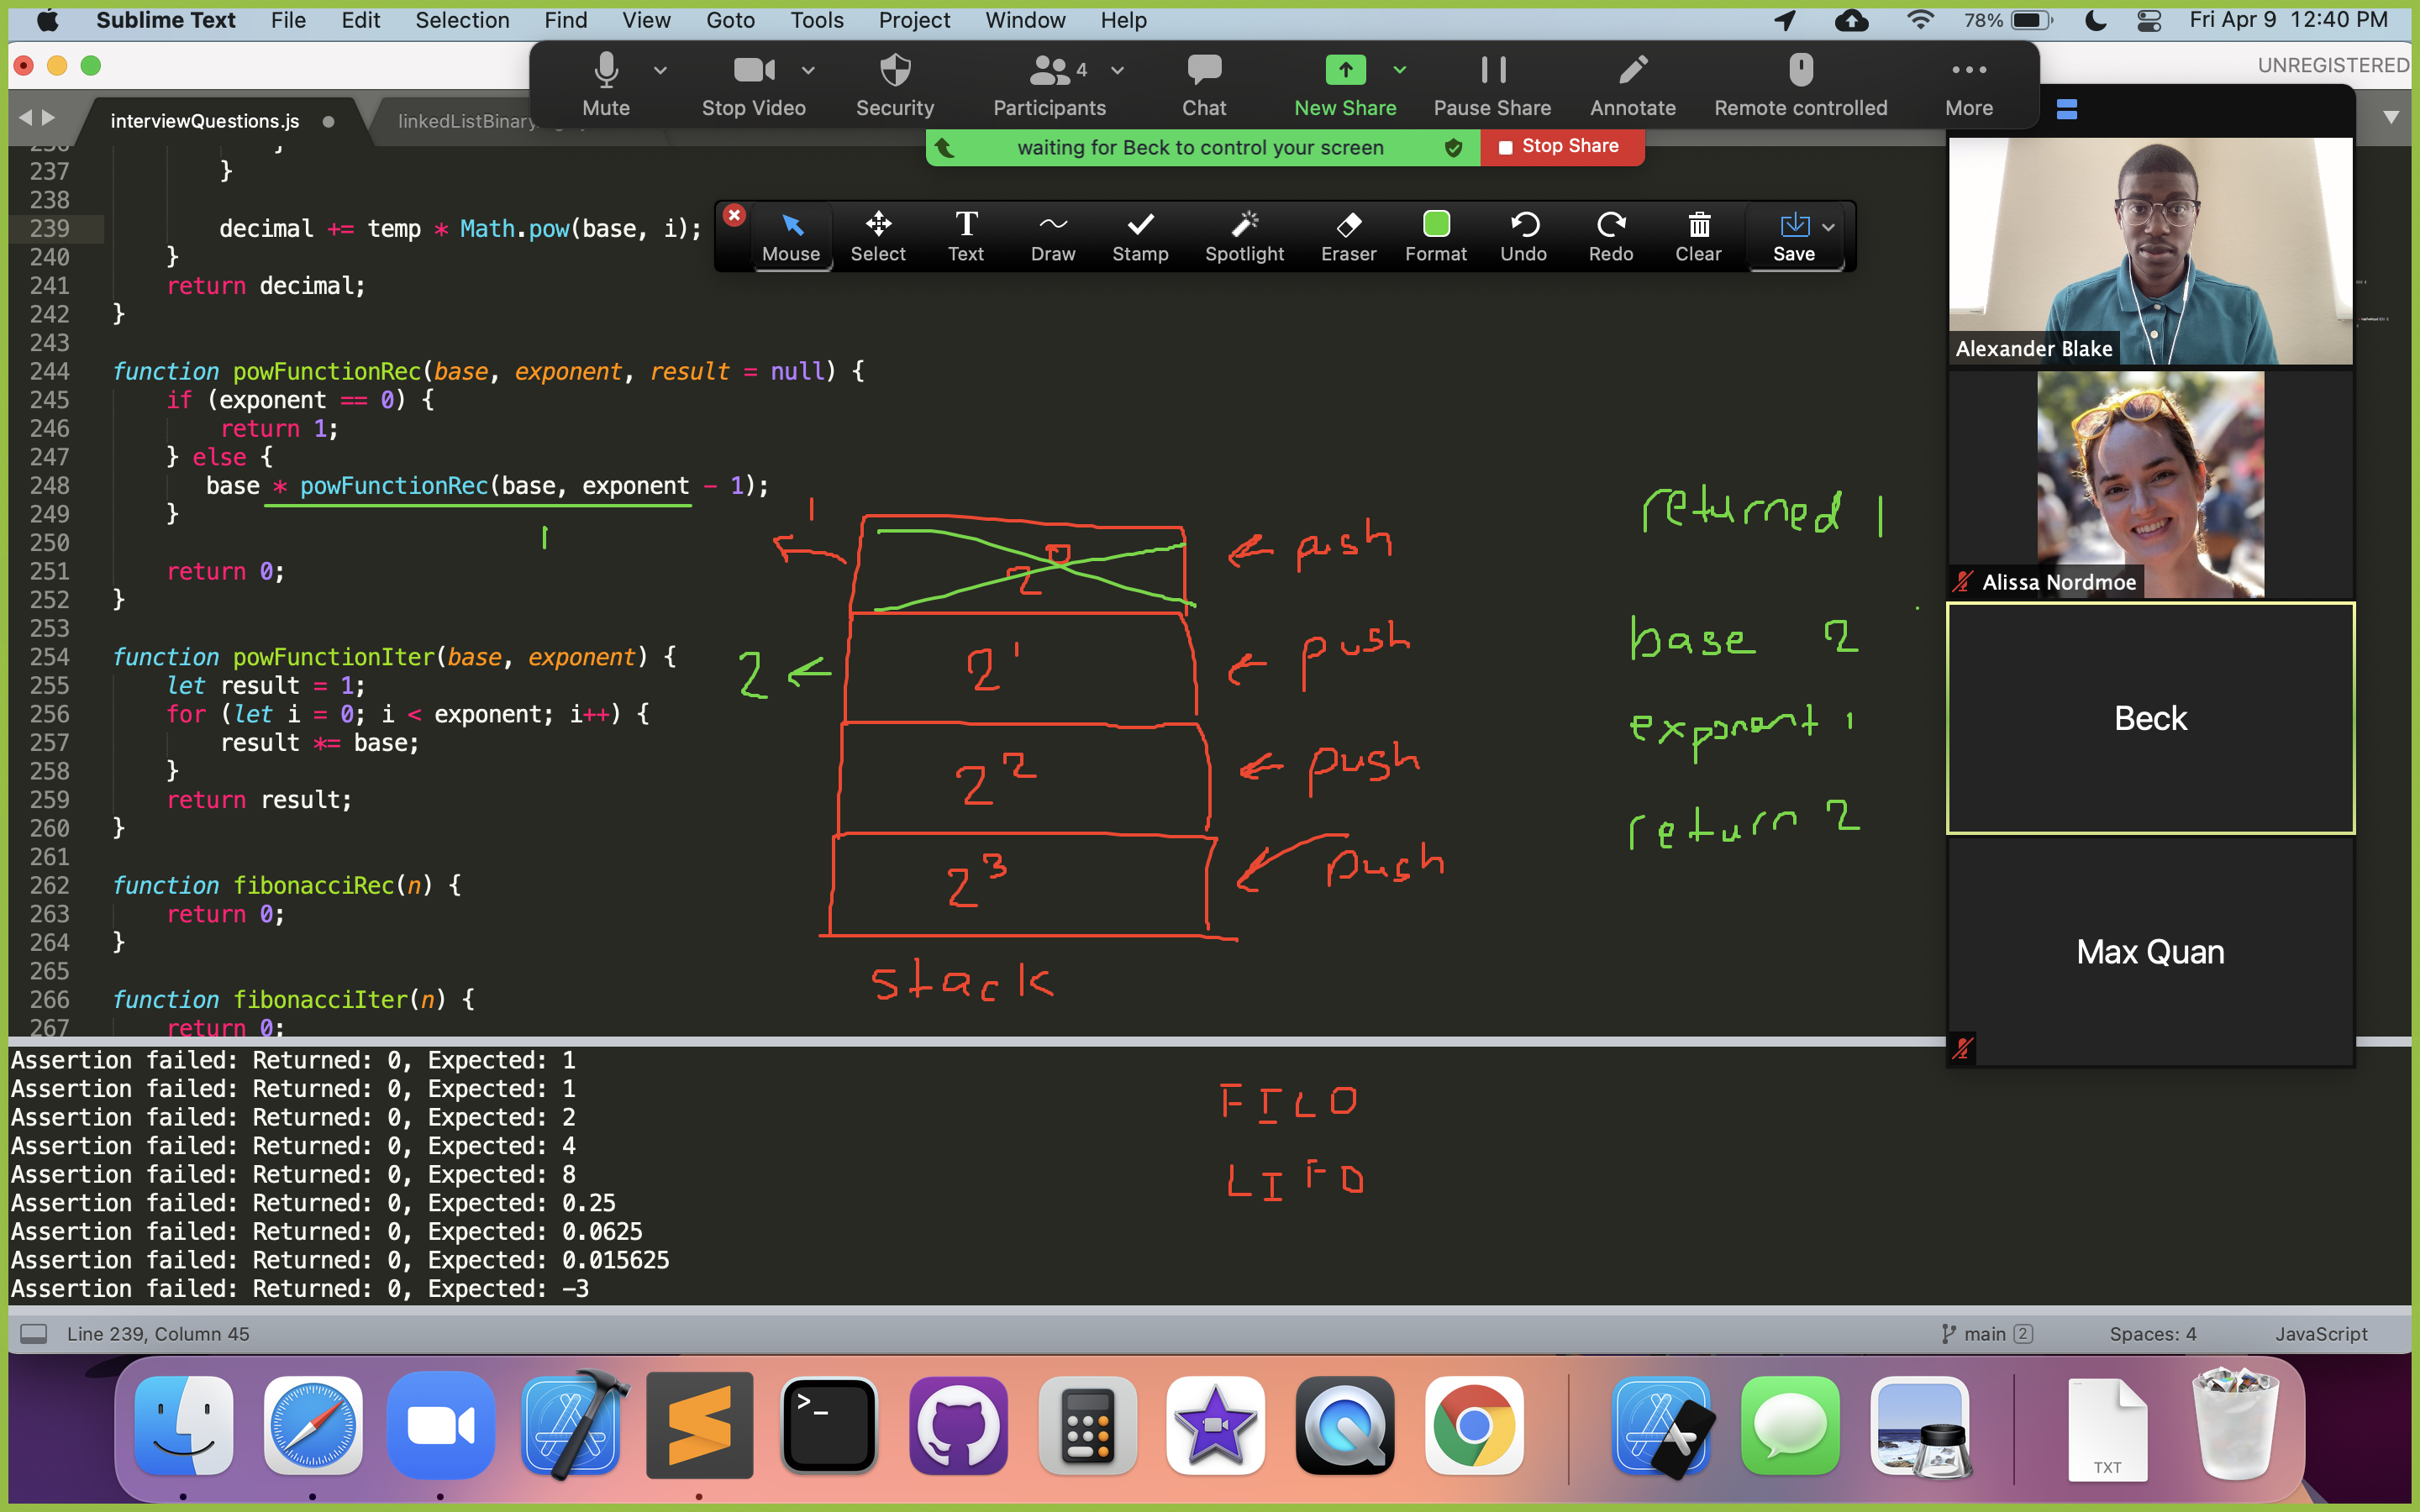 Sublime Text File Edit Selection Find View Goto Tools Project Window Help 78% Fri Apr 9 12:40 PM
UNREGISTERED
Mute Stop Video Security 4 Participants Chat New Share Pause Share Annotate Remote controlled More
interviewQuestions.js linkedListBinary
waiting for Beck to control your screen Stop Share
Mouse Select Text Draw Stamp Spotlight Eraser Format Undo Redo Clear Save
236 }
237 }
238
239 decimal += temp * Math.pow(base, i);
240 }
241 return decimal;
242 }
243
244 function powFunctionRec(base, exponent, result = null) {
245 if (exponent == 0) {
246 return 1;
247 } else {
248 base * powFunctionRec(base, exponent - 1);
249 }
250
251 return 0;
252 }
253
254 function powFunctionIter(base, exponent) {
255 let result = 1;
256 for (let i = 0; i < exponent; i++) {
257 result *= base;
258 }
259 return result;
260 }
261
262 function fibonacciRec(n) {
263 return 0;
264 }
265
266 function fibonacciIter(n) {
267 return 0;
1
1
2^0 ← push
2 ← 2^1 ← push
2^2 ← push
2^3 ← push
stack
returned 1
base 2
exponent 1
return 2
Alexander Blake
Alissa Nordmoe
Beck
Max Quan
Assertion failed: Returned: 0, Expected: 1
Assertion failed: Returned: 0, Expected: 1
Assertion failed: Returned: 0, Expected: 2
Assertion failed: Returned: 0, Expected: 4
Assertion failed: Returned: 0, Expected: 8
Assertion failed: Returned: 0, Expected: 0.25
Assertion failed: Returned: 0, Expected: 0.0625
Assertion failed: Returned: 0, Expected: 0.015625
Assertion failed: Returned: 0, Expected: -3
FILO
LIFO
Line 239, Column 45 main 2 Spaces: 4 JavaScript
>_
TXT